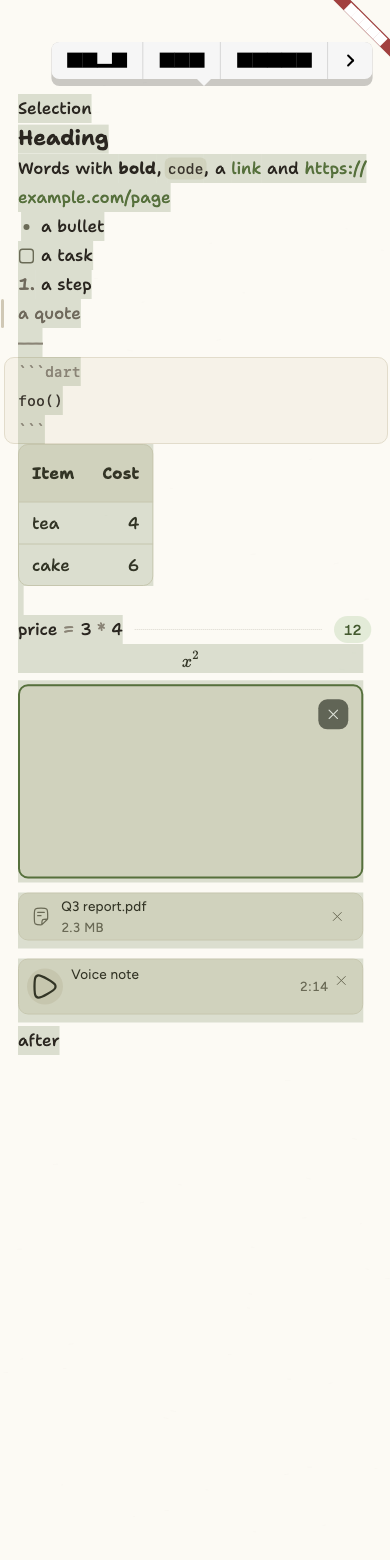 Selection
Heading
Words with bold, code, a link and https://
example.com/page
• a bullet
a task
1. a step
a quote
```dart
foo()
```
Item Cost
tea 4
cake 6
price = 3 * 4 12
x²
Q3 report.pdf
2.3 MB
Voice note
2:14
after